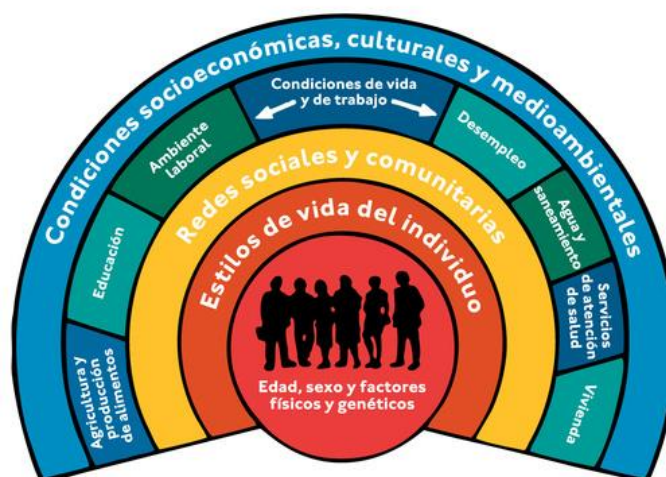 Condiciones socioeconómicas, culturales y medioambientales
Condiciones de vida
y de trabajo
Agricultura y
producción
de alimentos
Educación
Ambiente
laboral
Desempleo
Agua y
saneamiento
Servicios
de atención
de salud
Vivienda
Redes sociales y comunitarias
Estilos de vida del individuo
Edad, sexo y factores
físicos y genéticos